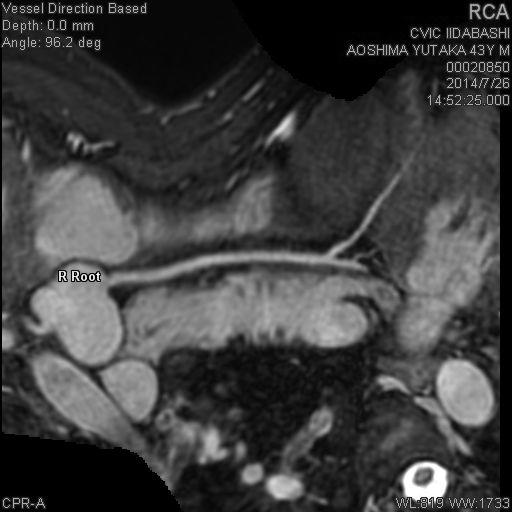 Vessel Direction Based
Depth: 0.0 mm
Angle: 96.2 deg
RCA
CVIC IIDABASHI
AOSHIMA YUTAKA 43Y M
00020850
2014/7/26
14:52:25.000
R Root
CPR-A
WL:819 WW:1733